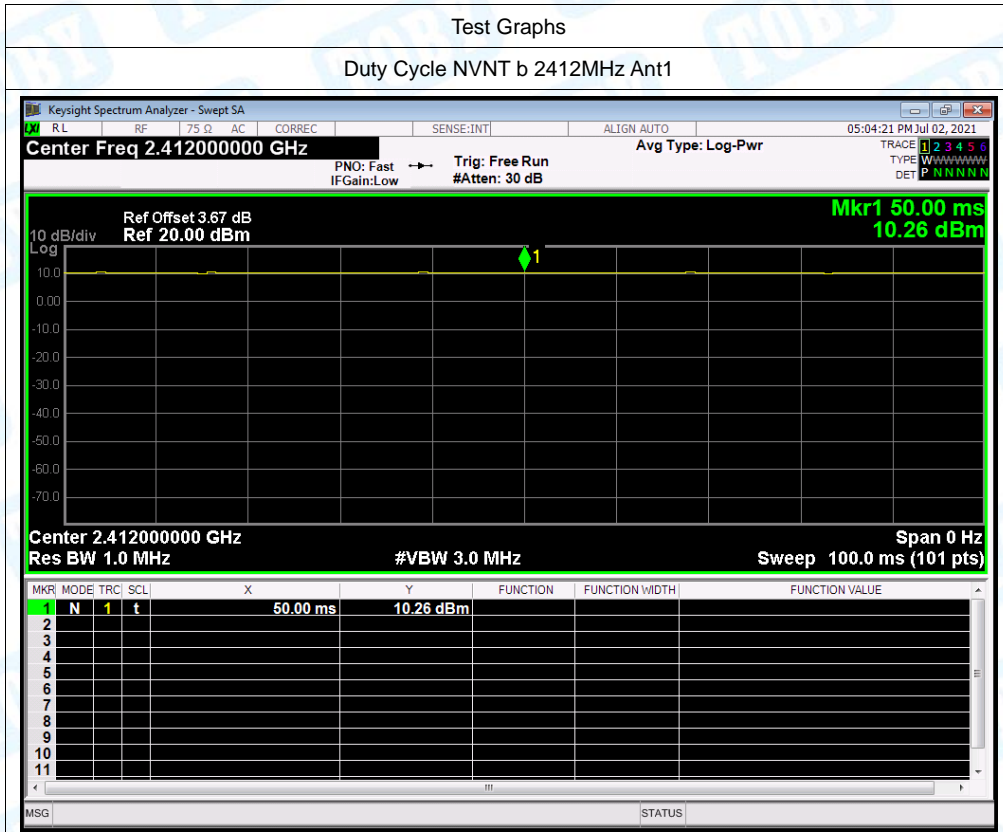 Test Graphs
Duty Cycle NVNT b 2412MHz Ant1
Keysight Spectrum Analyzer - Swept SA
LXI RL RF 75 Ω AC CORREC SENSE:INT ALIGN AUTO 05:04:21 PM Jul 02, 2021
Center Freq 2.412000000 GHz Avg Type: Log-Pwr TRACE 1 2 3 4 5 6
PNO: Fast Trig: Free Run TYPE WWWWWW
IFGain:Low #Atten: 30 dB DET P N N N N N
Mkr1 50.00 ms
Ref Offset 3.67 dB
10 dB/div Ref 20.00 dBm 10.26 dBm
Log
1
10.0
0.00
-10.0
-20.0
-30.0
-40.0
-50.0
-60.0
-70.0
Center 2.412000000 GHz Span 0 Hz
Res BW 1.0 MHz #VBW 3.0 MHz Sweep 100.0 ms (101 pts)
MKR MODE TRC SCL X Y FUNCTION FUNCTION WIDTH FUNCTION VALUE
1 N 1 t 50.00 ms 10.26 dBm
2
3
4
5
6
7
8
9
10
11
MSG STATUS